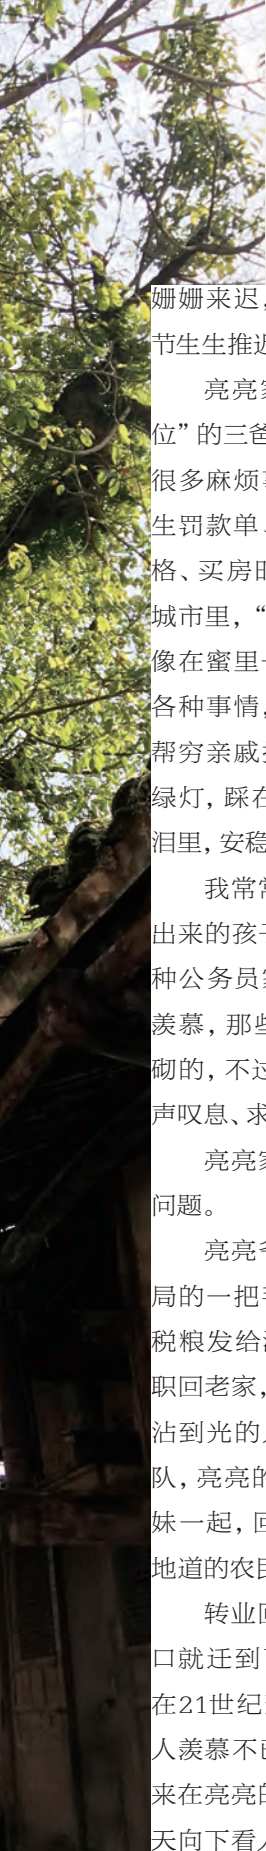 姗姗来迟，
节生生推近
亮亮家
位”的三爸
很多麻烦
生罚款单、
格、买房
城市里，“
像在蜜里
各种事情，
帮穷亲戚
绿灯，踩在
泪里，安稳
我常常
出来的孩子
种公务员
羡慕，那些
砌的，不过
声叹息、求
亮亮家
问题。
亮亮爷
局的一把
税粮发给
职回老家，
沾到光的
队，亮亮的
妹一起，回
地道的农民
转业回
口就迁到
在21世纪
人羡慕不已
来在亮亮的
天向下看